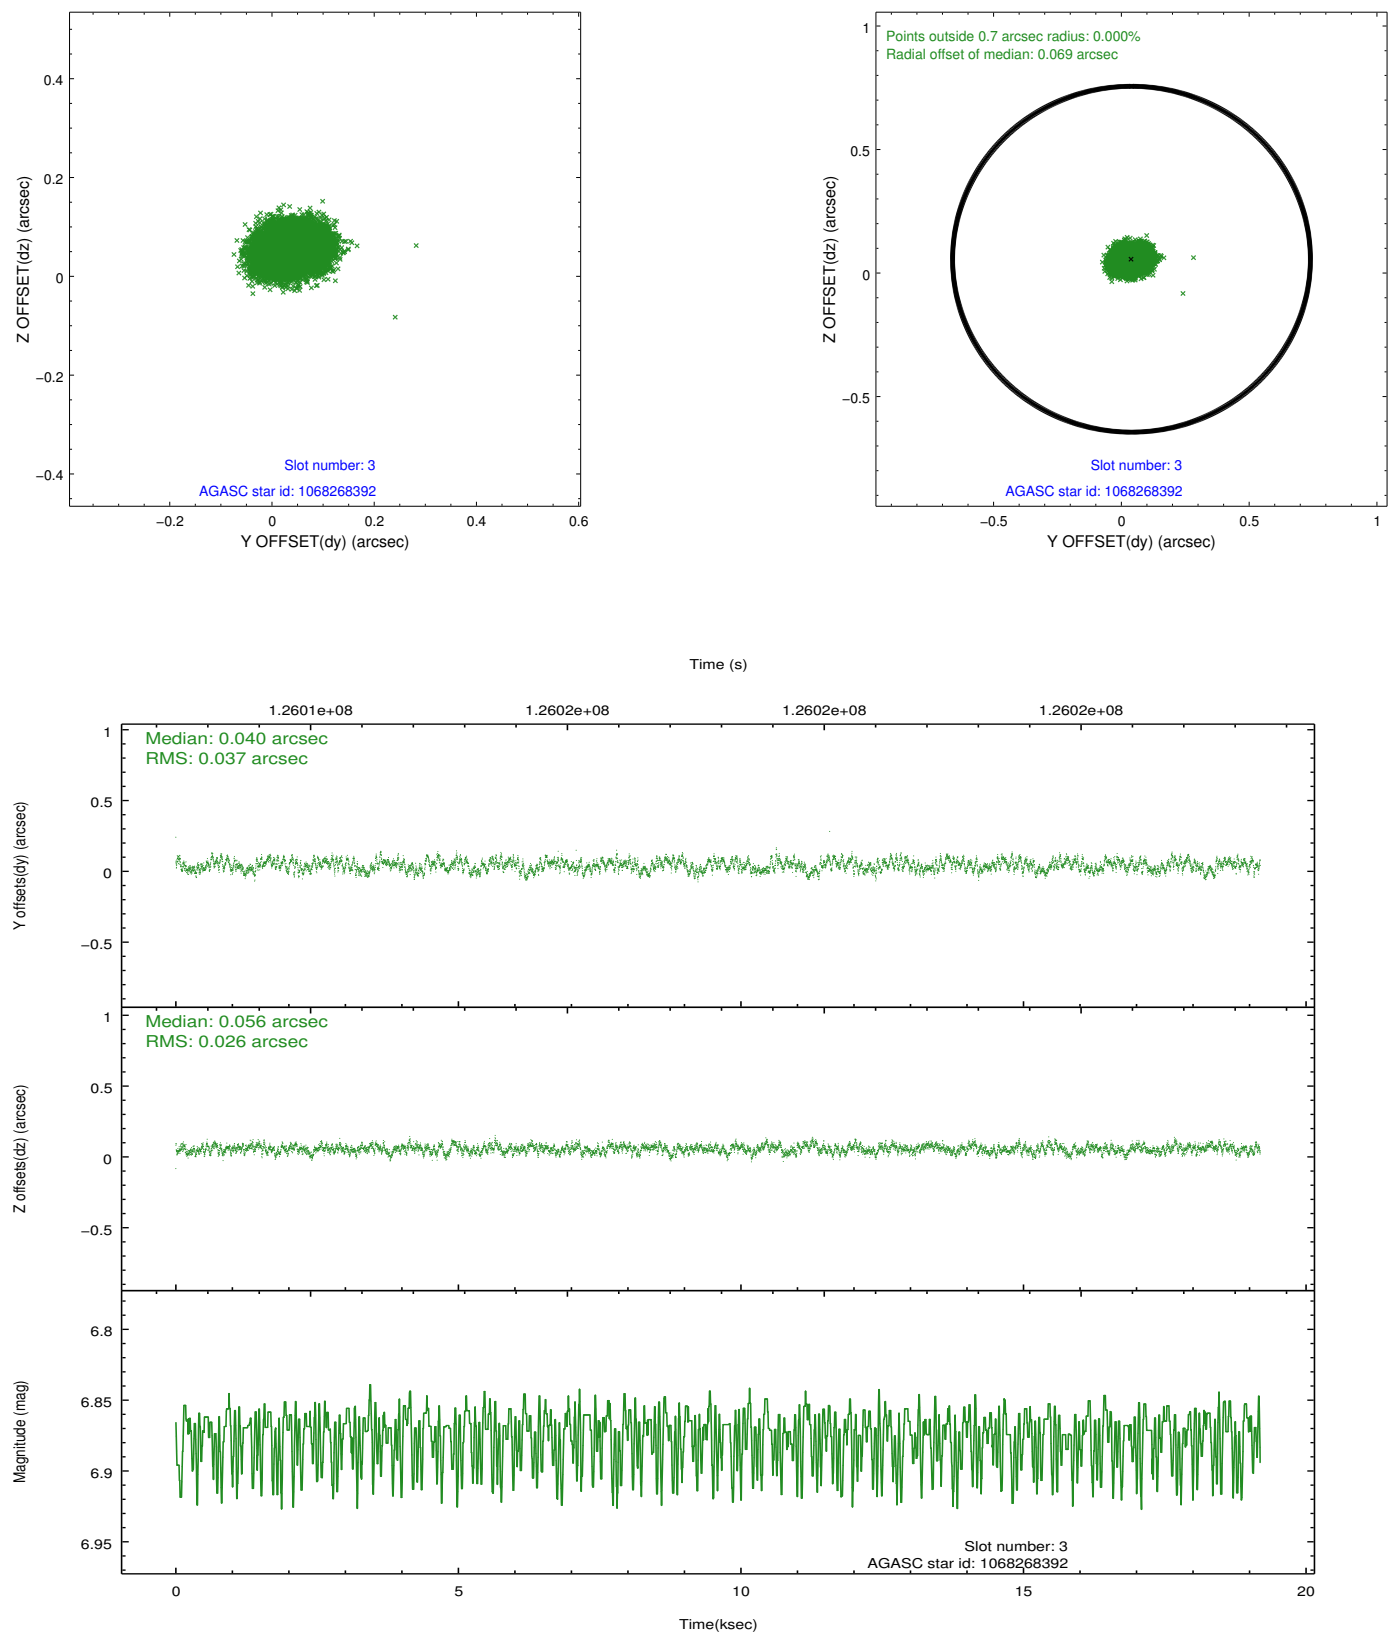 0.4
0.2
0
−0.2
−0.4
Z OFFSET(dz) (arcsec)
Slot number: 3
AGASC star id: 1068268392
−0.2 0 0.2 0.4 0.6
Y OFFSET(dy) (arcsec)
Points outside 0.7 arcsec radius: 0.000%
Radial offset of median: 0.069 arcsec
1
0.5
0
−0.5
Z OFFSET(dz) (arcsec)
Slot number: 3
AGASC star id: 1068268392
−0.5 0 0.5 1
Y OFFSET(dy) (arcsec)
Time (s)
1.2601e+08 1.2602e+08 1.2602e+08 1.2602e+08
Median: 0.040 arcsec
RMS: 0.037 arcsec
1
0.5
0
−0.5
Y offsets(dy) (arcsec)
Median: 0.056 arcsec
RMS: 0.026 arcsec
1
0.5
0
−0.5
Z offsets(dz) (arcsec)
6.8
6.85
6.9
6.95
Magnitude (mag)
Slot number: 3
AGASC star id: 1068268392
0 5 10 15 20
Time(ksec)